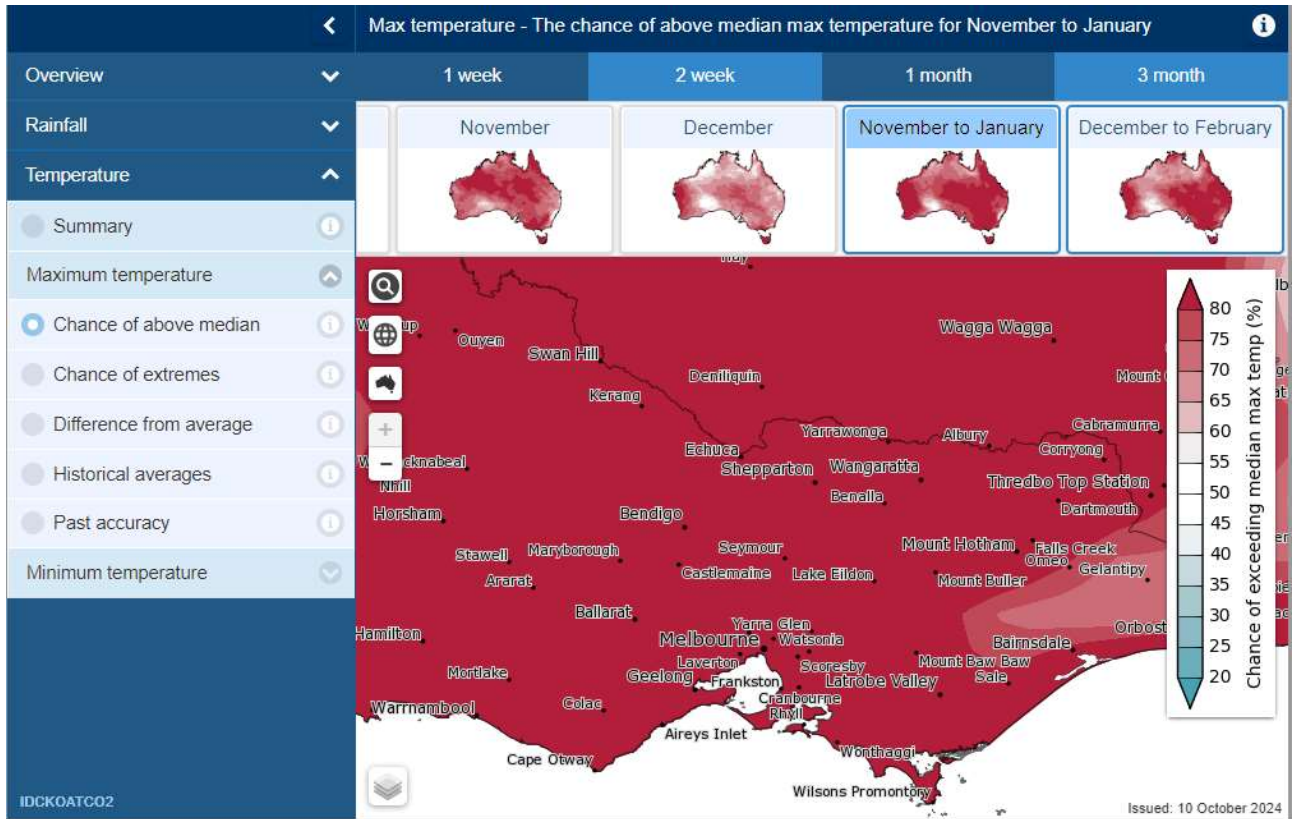 Max temperature - The chance of above median max temperature for November to January
Overview
Rainfall
Temperature
Summary
Maximum temperature
Chance of above median
Chance of extremes
Difference from average
Historical averages
Past accuracy
Minimum temperature
IDCKOATCO2
1 week
2 week
1 month
3 month
November
December
November to January
December to February
Hay
Ouyen
Swan Hill
Wagga Wagga
Deniliquin
Kerang
Mount
Cabramurra
Yarrawonga
Albury
Corryong
Echuca
Shepparton
Wangaratta
Thredbo Top Station
Nhill
Benalla
Dartmouth
Horsham
Bendigo
Stawell
Maryborough
Seymour
Mount Hotham
Falls Creek
Omeo
Gelantipy
Ararat
Castlemaine
Lake Eildon
Mount Buller
Ballarat
Yarra Glen
Orbost
Hamilton
Melbourne
Watsonia
Bairnsdale
Mortlake
Laverton
Scoresby
Mount Baw Baw
Geelong
Frankston
Latrobe Valley
Sale
Warrnambool
Colac
Cranbourne
Rhyll
Aireys Inlet
Cape Otway
Wonthaggi
Wilsons Promontory
80
75
70
65
60
55
50
45
40
35
30
25
20
Chance of exceeding median max temp (%)
Issued: 10 October 2024